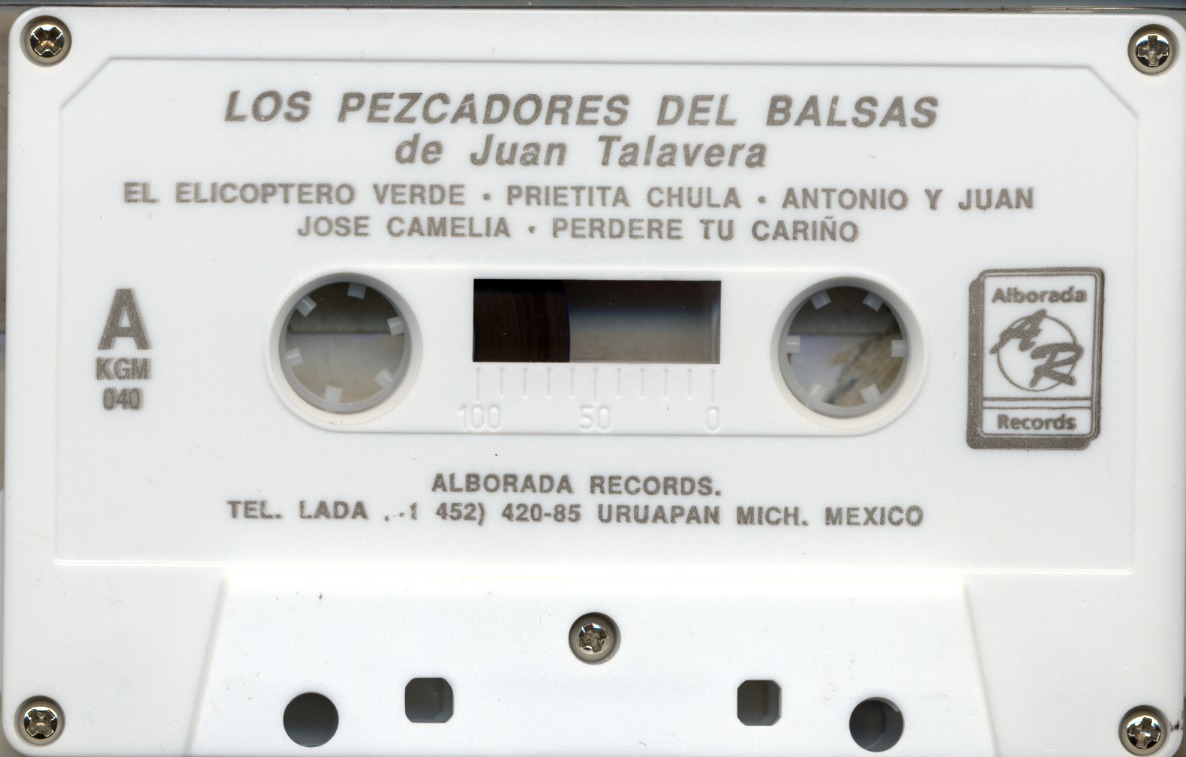 LOS PEZCADORES DEL BALSAS
de Juan Talavera
EL ELICOPTERO VERDE • PRIETITA CHULA • ANTONIO Y JUAN
JOSE CAMELIA • PERDERE TU CARIÑO
A
KGM
040
Alborada
AR
Records
100 50 0
ALBORADA RECORDS.
TEL. LADA 452) 420-85 URUAPAN MICH. MEXICO